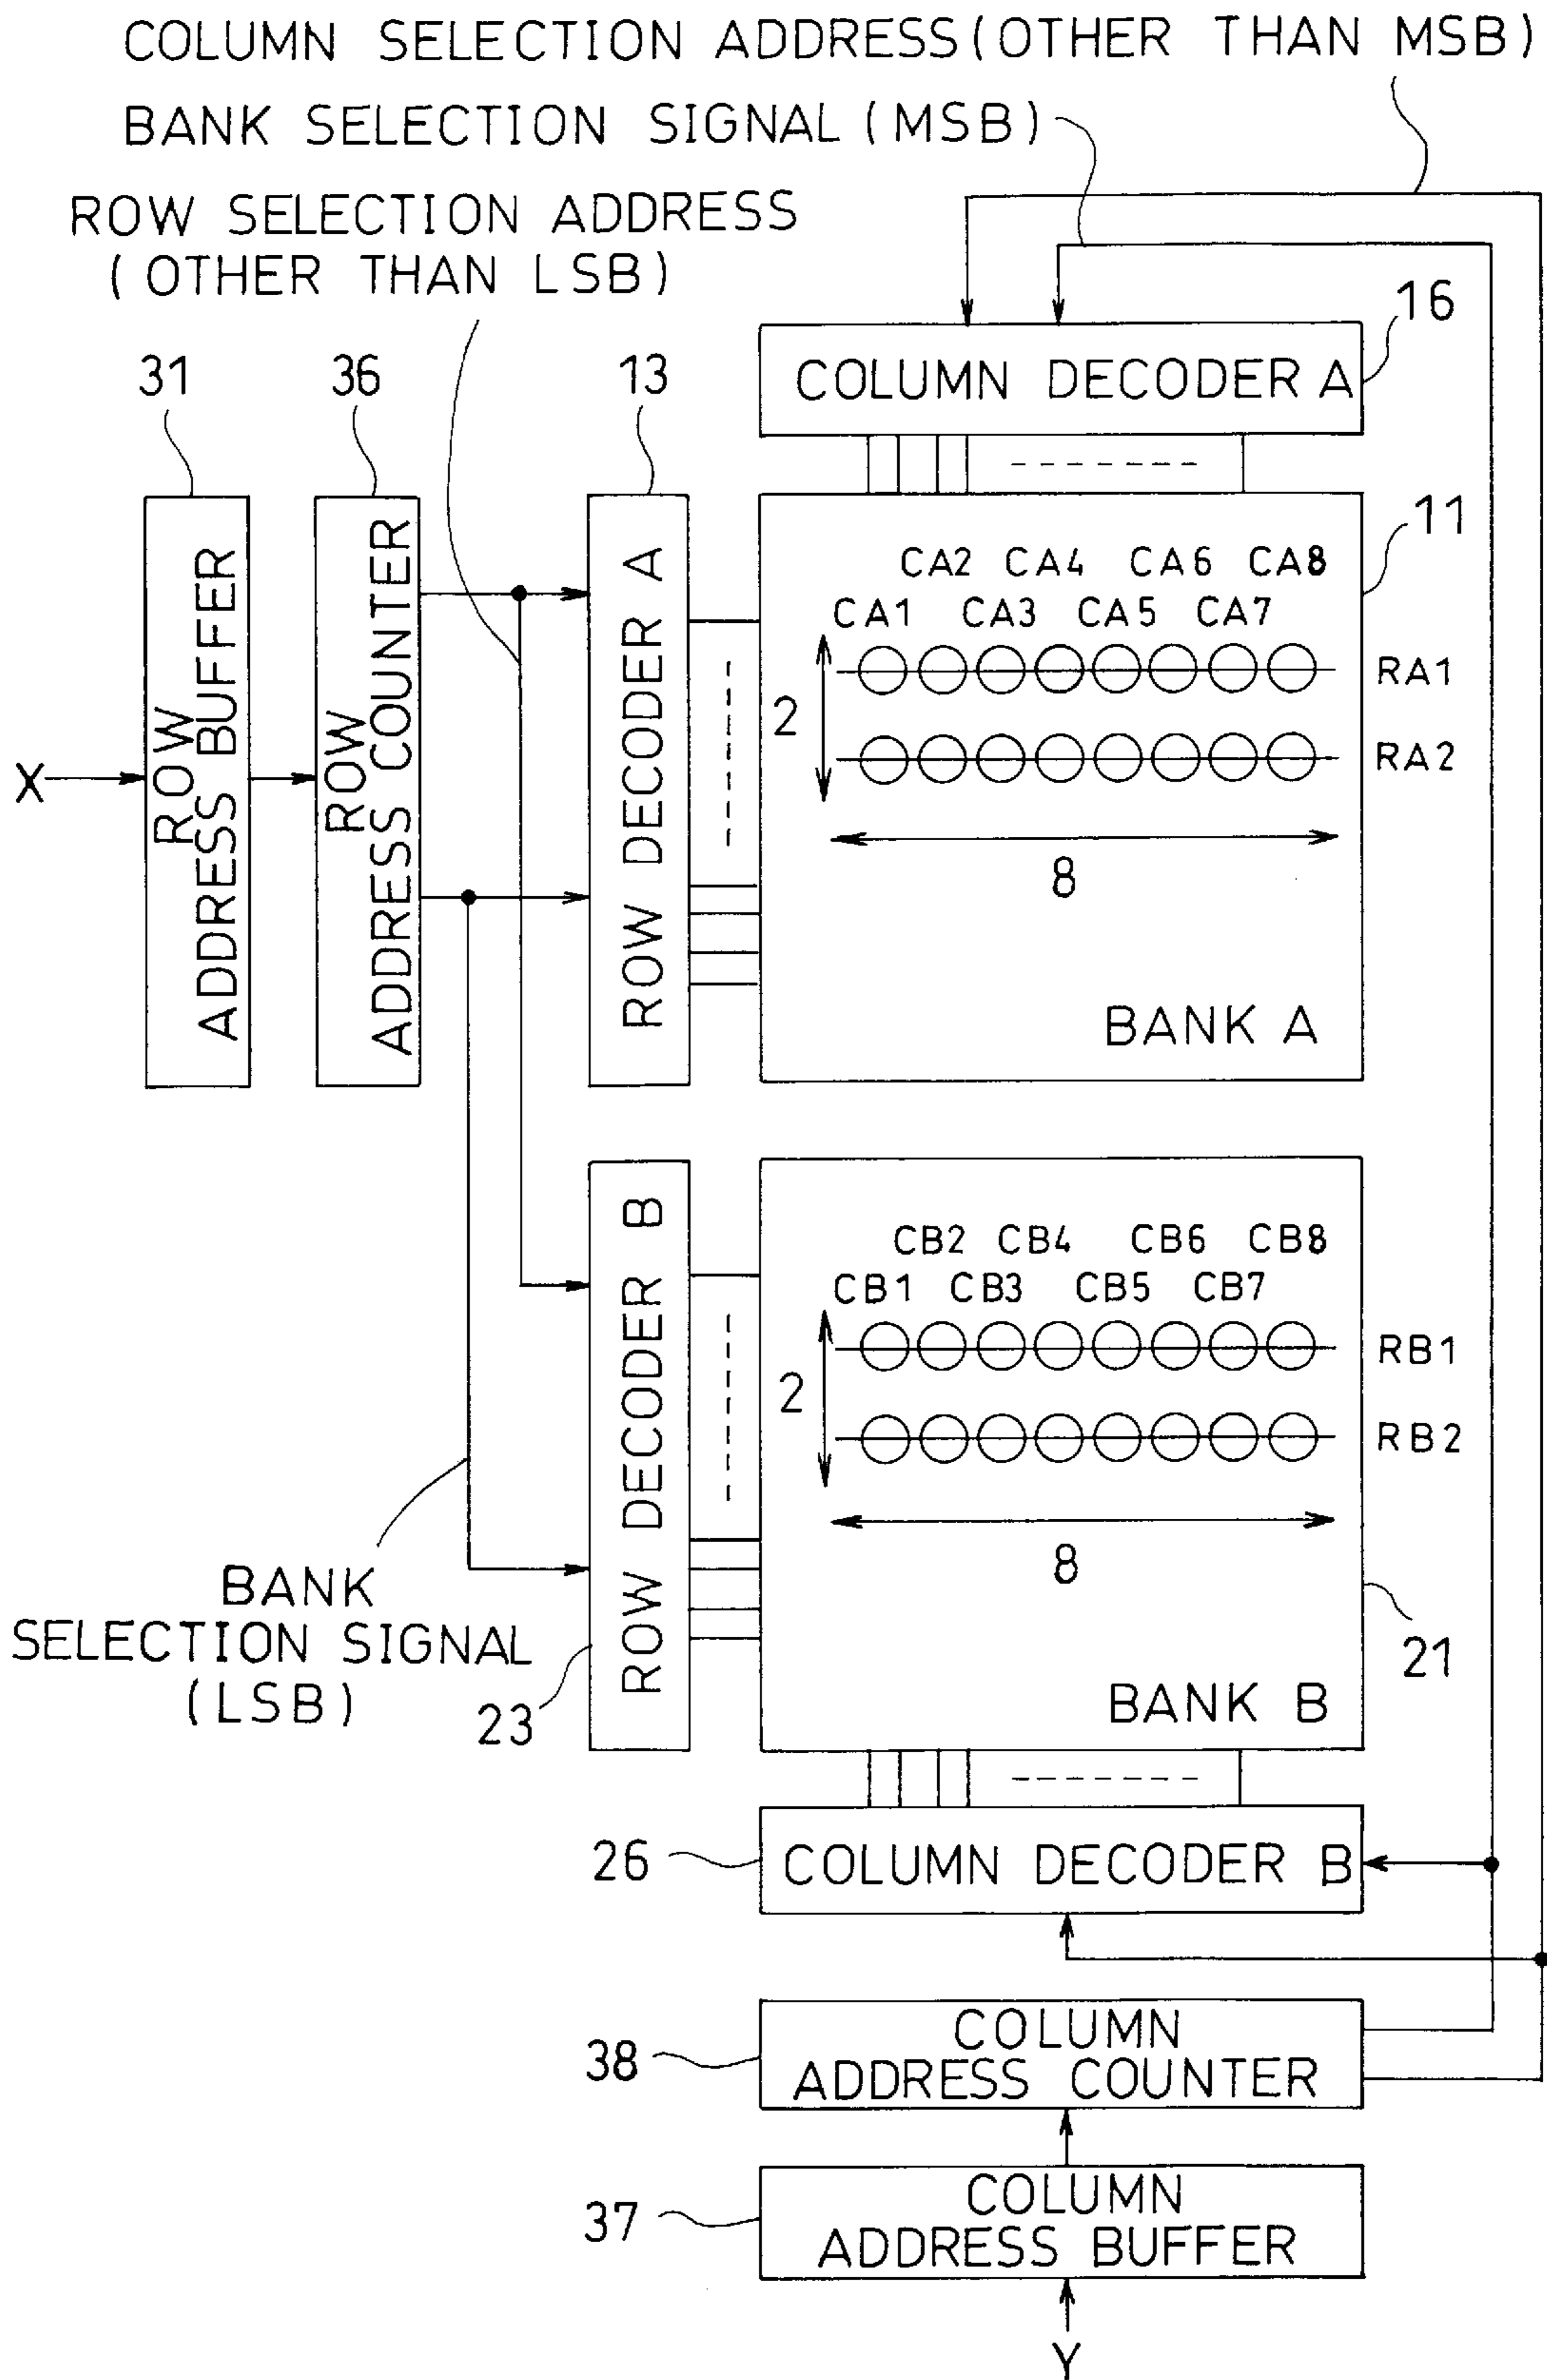 COLUMN SELECTION ADDRESS(OTHER THAN MSB)
BANK SELECTION SIGNAL(MSB)
ROW SELECTION ADDRESS
(OTHER THAN LSB)
16
COLUMN DECODER A
31
36
13
11
ROW
ADDRESS BUFFER
ROW
ADDRESS COUNTER
ROW DECODER A
CA2 CA4 CA6 CA8
CA1 CA3 CA5 CA7
RA1
2
RA2
X
8
BANK A
ROW DECODER B
CB2 CB4 CB6 CB8
CB1 CB3 CB5 CB7
RB1
2
RB2
8
BANK
SELECTION SIGNAL
(LSB)
23
21
BANK B
26
COLUMN DECODER B
38
COLUMN
ADDRESS COUNTER
37
COLUMN
ADDRESS BUFFER
Y